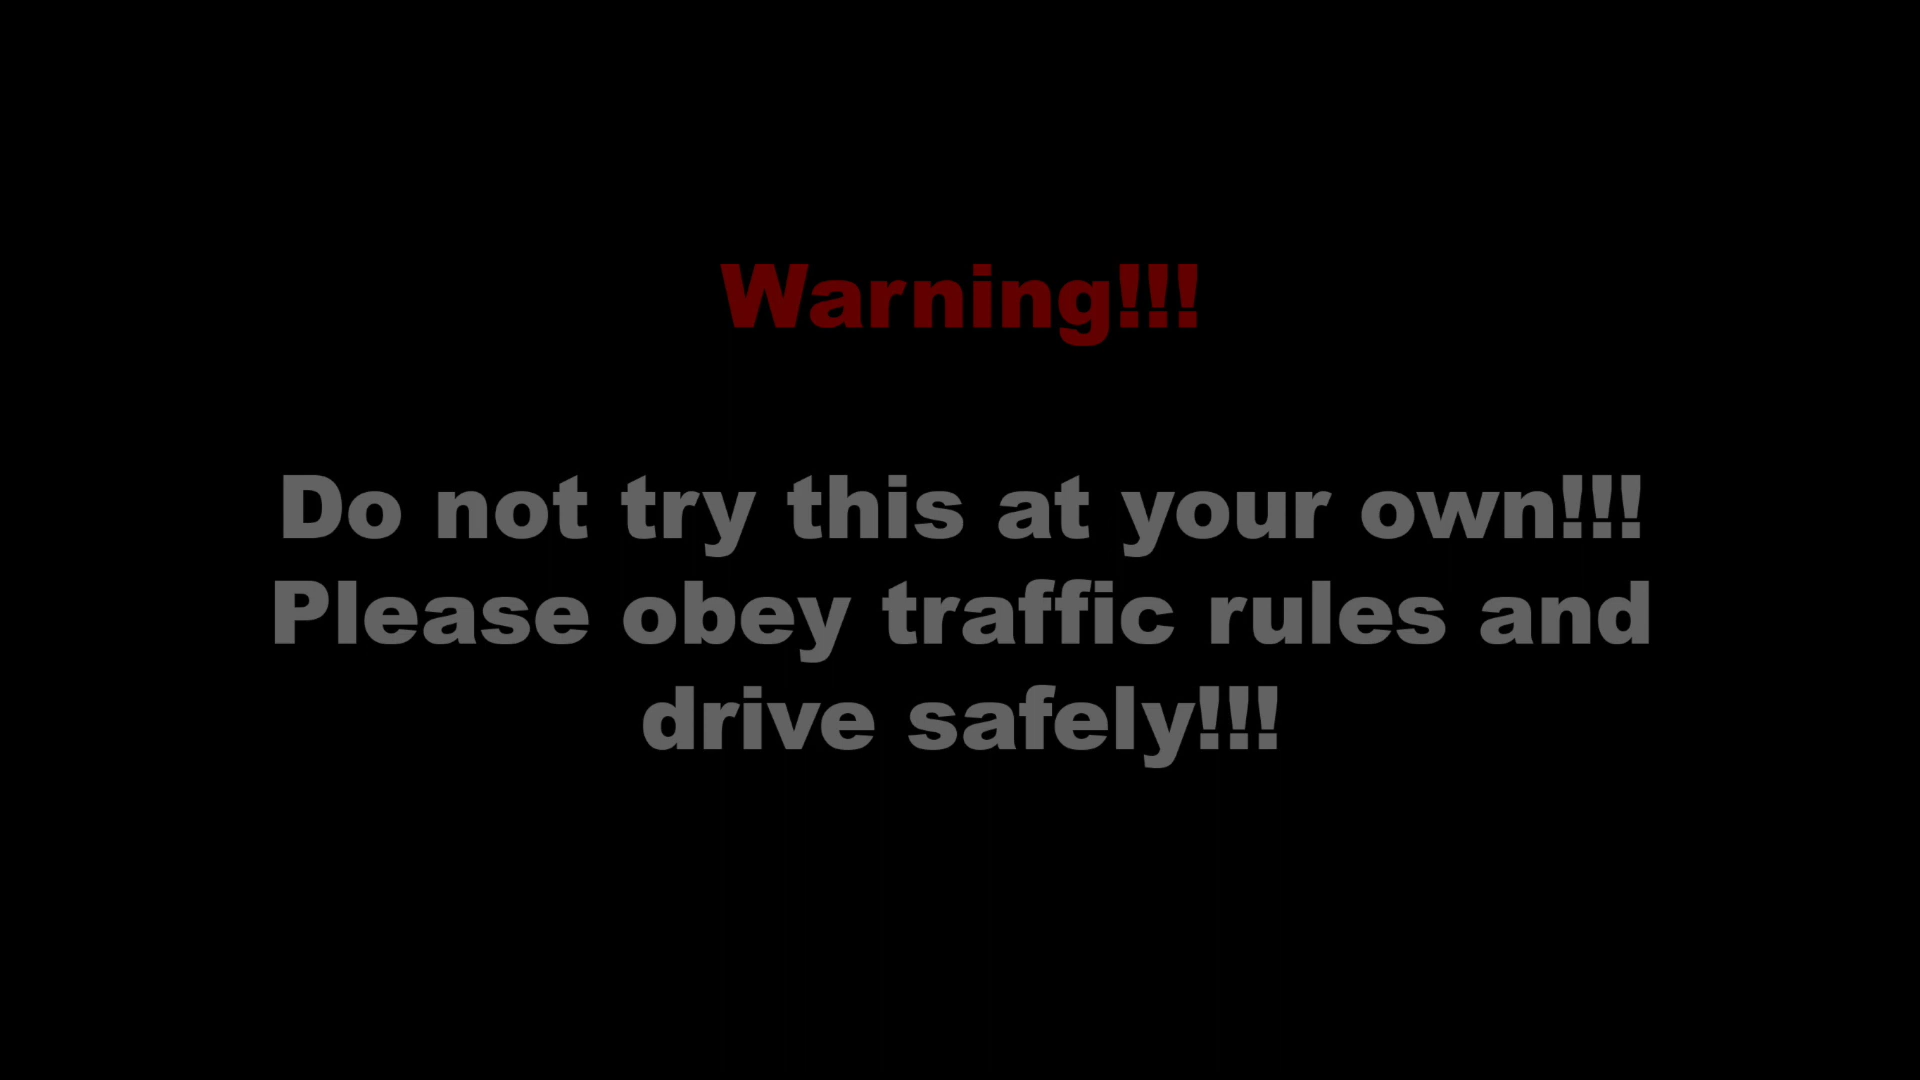 Warning!!!
Do not try this at your own!!!
Please obey traffic rules and
drive safely!!!